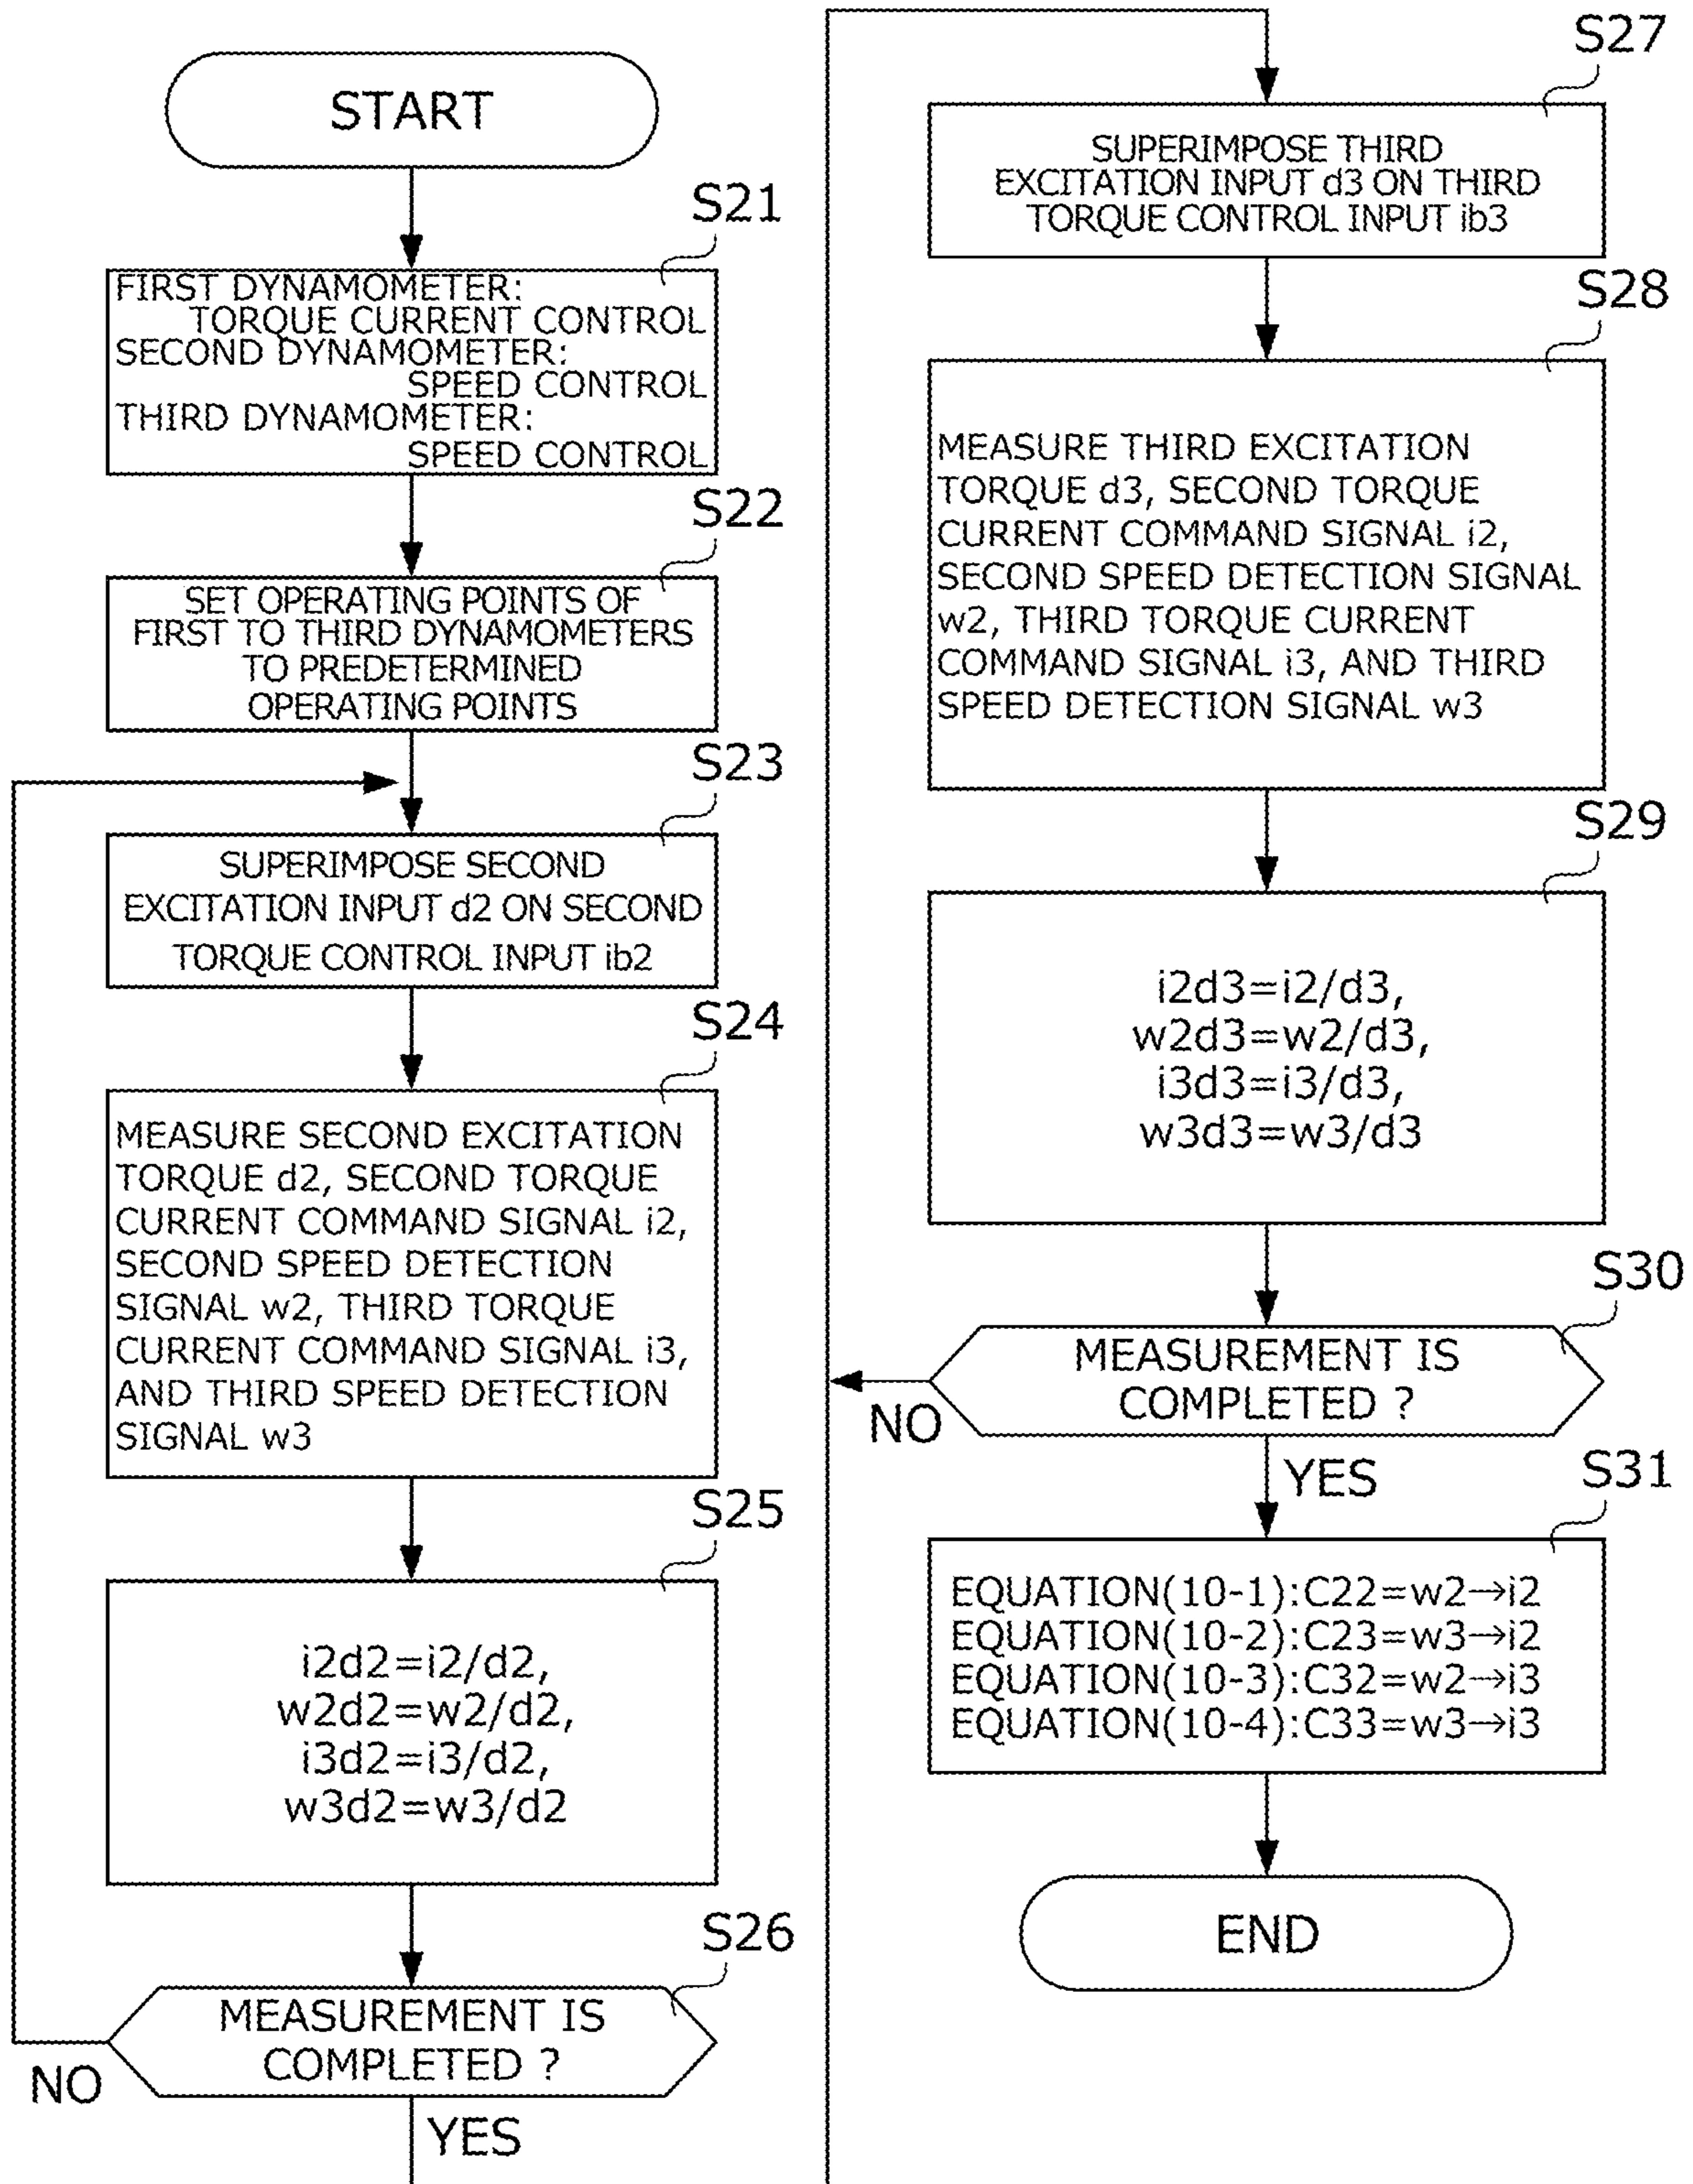 START
S21
FIRST DYNAMOMETER:
TORQUE CURRENT CONTROL
SECOND DYNAMOMETER:
SPEED CONTROL
THIRD DYNAMOMETER:
SPEED CONTROL
S22
SET OPERATING POINTS OF
FIRST TO THIRD DYNAMOMETERS
TO PREDETERMINED
OPERATING POINTS
S23
SUPERIMPOSE SECOND
EXCITATION INPUT d2 ON SECOND
TORQUE CONTROL INPUT ib2
S24
MEASURE SECOND EXCITATION
TORQUE d2, SECOND TORQUE
CURRENT COMMAND SIGNAL i2,
SECOND SPEED DETECTION
SIGNAL w2, THIRD TORQUE
CURRENT COMMAND SIGNAL i3,
AND THIRD SPEED DETECTION
SIGNAL w3
S25
i2d2=i2/d2,
w2d2=w2/d2,
i3d2=i3/d2,
w3d2=w3/d2
S26
MEASUREMENT IS
COMPLETED ?
NO
YES
S27
SUPERIMPOSE THIRD
EXCITATION INPUT d3 ON THIRD
TORQUE CONTROL INPUT ib3
S28
MEASURE THIRD EXCITATION
TORQUE d3, SECOND TORQUE
CURRENT COMMAND SIGNAL i2,
SECOND SPEED DETECTION SIGNAL
w2, THIRD TORQUE CURRENT
COMMAND SIGNAL i3, AND THIRD
SPEED DETECTION SIGNAL w3
S29
i2d3=i2/d3,
w2d3=w2/d3,
i3d3=i3/d3,
w3d3=w3/d3
S30
MEASUREMENT IS
COMPLETED ?
NO
YES
S31
EQUATION(10-1):C22=w2→i2
EQUATION(10-2):C23=w3→i2
EQUATION(10-3):C32=w2→i3
EQUATION(10-4):C33=w3→i3
END